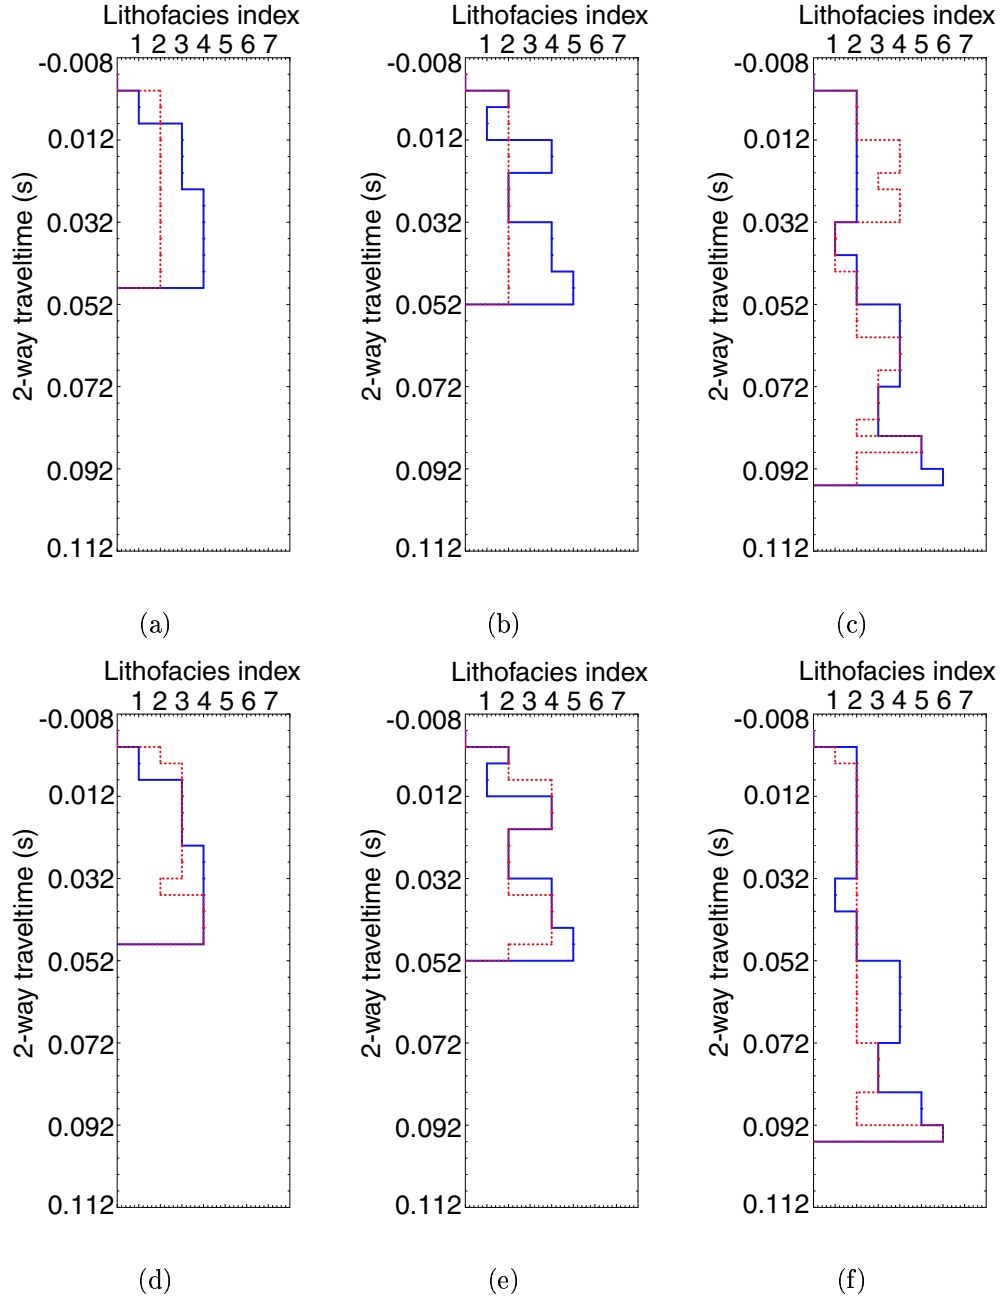 Lithofacies index Lithofacies index Lithofacies index
1 2 3 4 5 6 7 1 2 3 4 5 6 7 1 2 3 4 5 6 7
-0.008 -0.008 -0.008
0.012 0.012 0.012
0.032 0.032 0.032
0.052 0.052 0.052
0.072 0.072 0.072
0.092 0.092 0.092
0.112 0.112 0.112
2-way traveltime (s) 2-way traveltime (s) 2-way traveltime (s)
(a) (b) (c)
Lithofacies index Lithofacies index Lithofacies index
1 2 3 4 5 6 7 1 2 3 4 5 6 7 1 2 3 4 5 6 7
-0.008 -0.008 -0.008
0.012 0.012 0.012
0.032 0.032 0.032
0.052 0.052 0.052
0.072 0.072 0.072
0.092 0.092 0.092
0.112 0.112 0.112
2-way traveltime (s) 2-way traveltime (s) 2-way traveltime (s)
(d) (e) (f)